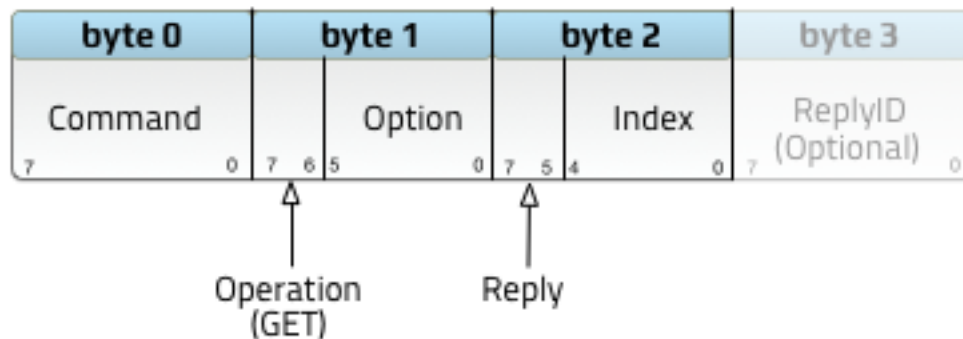 byte 0 byte 1 byte 2 byte 3
Command Option Index ReplyID
(Optional)
7 0 7 6 5 0 7 5 4 0 7 0
Operation
(GET)
Reply